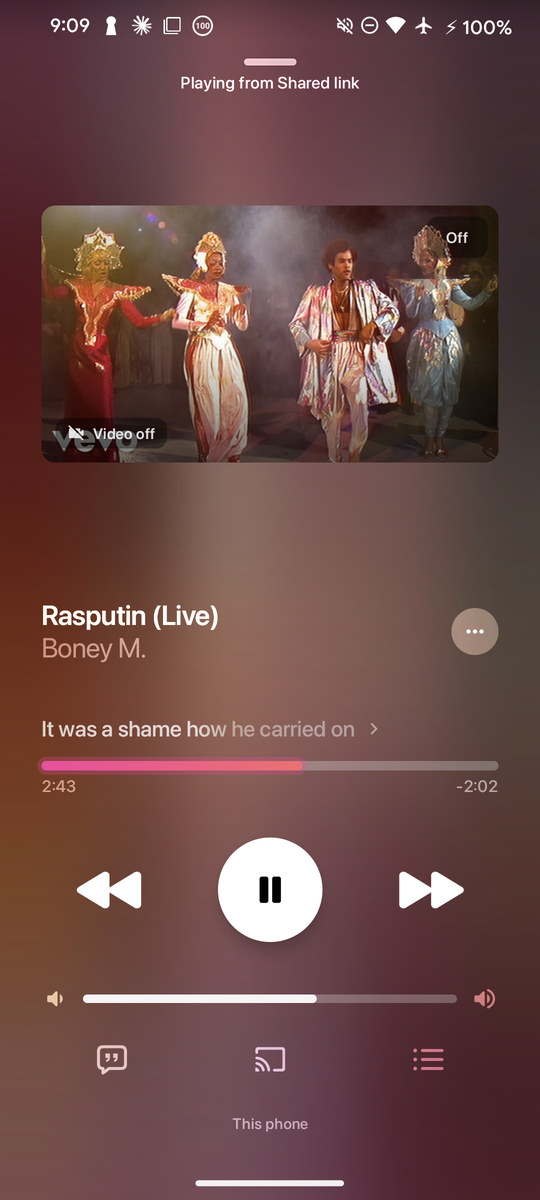 9:09
100
100%
Playing from Shared link
Off
vevo
Video off
Rasputin (Live)
Boney M.
It was a shame how he carried on
2:43
-2:02
This phone